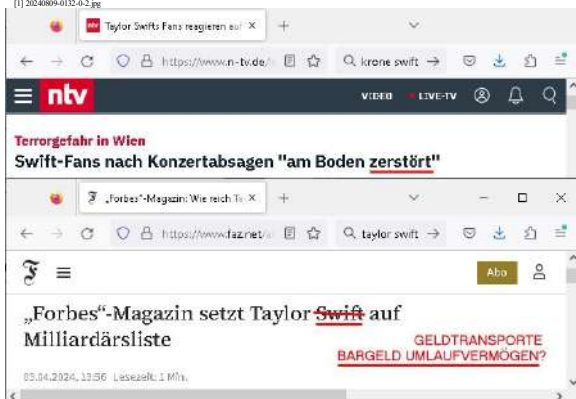 [1] 20240809-0132-0-2.jpg
Taylor Swifts Fans reagieren auf
https://www.n-tv.de/
krone swift
ntv
VIDEO LIVE-TV
Terrorgefahr in Wien
Swift-Fans nach Konzertabsagen "am Boden zerstört"
„Forbes“-Magazin: Wie reich
https://www.faz.net/
taylor swift
Abo
„Forbes“-Magazin setzt Taylor Swift auf
Milliardärsliste
GELDTRANSPORTE
BARGELD UMLAUFVERMÖGEN?
03.04.2024, 13:56 Lesezeit: 1 Min.